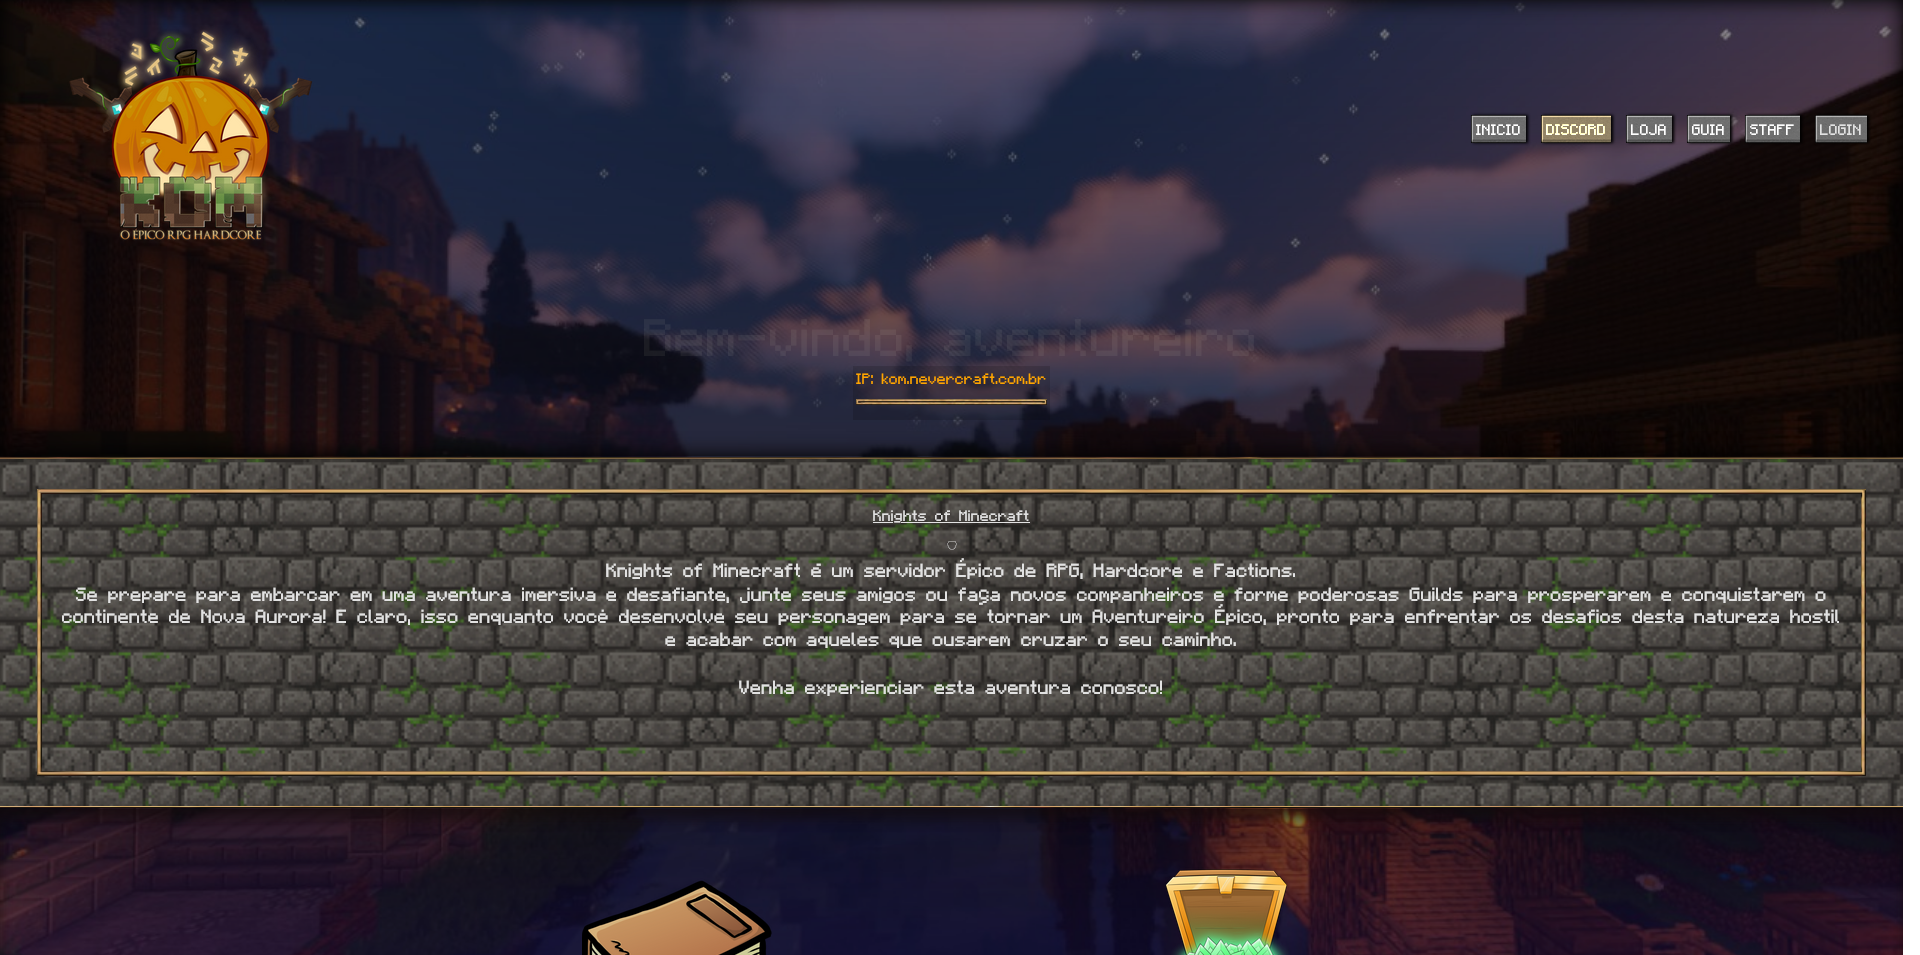 KOM
O EPICO RPG HARDCORE
INICIO DISCORD LOJA GUIA STAFF LOGIN
Bem-vindo, aventureiro
IP: kom.nevercraft.com.br
Knights of Minecraft
Knights of Minecraft é um servidor Épico de RPG, Hardcore e Factions.
Se prepare para embarcar em uma aventura imersiva e desafiante, junte seus amigos ou faça novos companheiros e forme poderosas Guilds para prosperarem e conquistarem o
continente de Nova Aurora! E claro, isso enquanto você desenvolve seu personagem para se tornar um Aventureiro Épico, pronto para enfrentar os desafios desta natureza hostil
e acabar com aqueles que ousarem cruzar o seu caminho.
Venha experienciar esta aventura conosco!